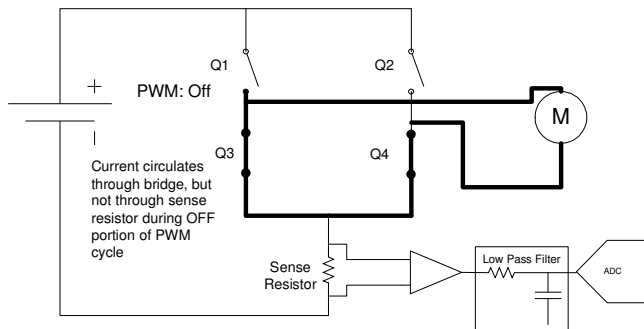 Q1
Q2
+
PWM: Off
M
Q3
Q4
Current circulates
through bridge, but
not through sense
resistor during OFF
portion of PWM
cycle
Sense
Resistor
Low Pass Filter
ADC